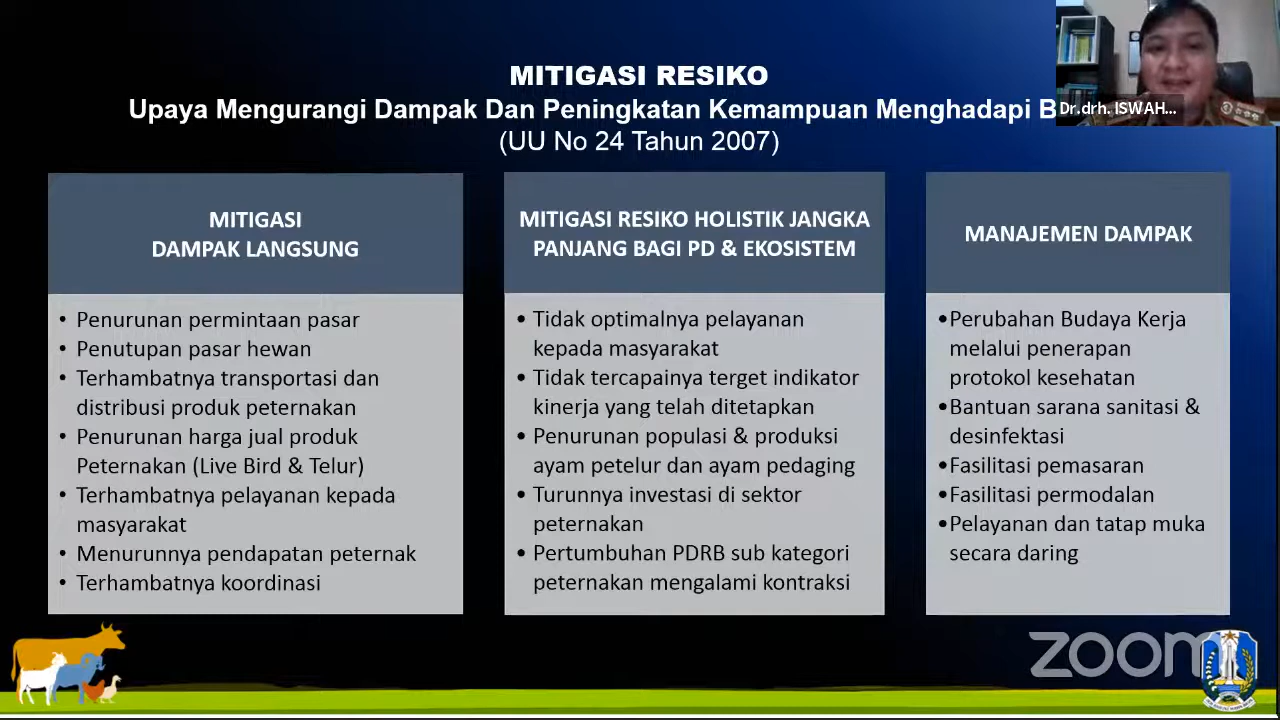 MITIGASI RESIKO
Upaya Mengurangi Dampak Dan Peningkatan Kemampuan Menghadapi
(UU No 24 Tahun 2007)
Dr.drh. ISWAH...
MITIGASI
DAMPAK LANGSUNG
• Penurunan permintaan pasar
• Penutupan pasar hewan
• Terhambatnya transportasi dan
distribusi produk peternakan
• Penurunan harga jual produk
Peternakan (Live Bird & Telur)
• Terhambatnya pelayanan kepada
masyarakat
• Menurunnya pendapatan peternak
• Terhambatnya koordinasi
MITIGASI RESIKO HOLISTIK JANGKA
PANJANG BAGI PD & EKOSISTEM
• Tidak optimalnya pelayanan
kepada masyarakat
• Tidak tercapainya terget indikator
kinerja yang telah ditetapkan
• Penurunan populasi & produksi
ayam petelur dan ayam pedaging
• Turunnya investasi di sektor
peternakan
• Pertumbuhan PDRB sub kategori
peternakan mengalami kontraksi
MANAJEMEN DAMPAK
•Perubahan Budaya Kerja
melalui penerapan
protokol kesehatan
•Bantuan sarana sanitasi &
desinfektasi
•Fasilitasi pemasaran
•Fasilitasi permodalan
•Pelayanan dan tatap muka
secara daring
zoom